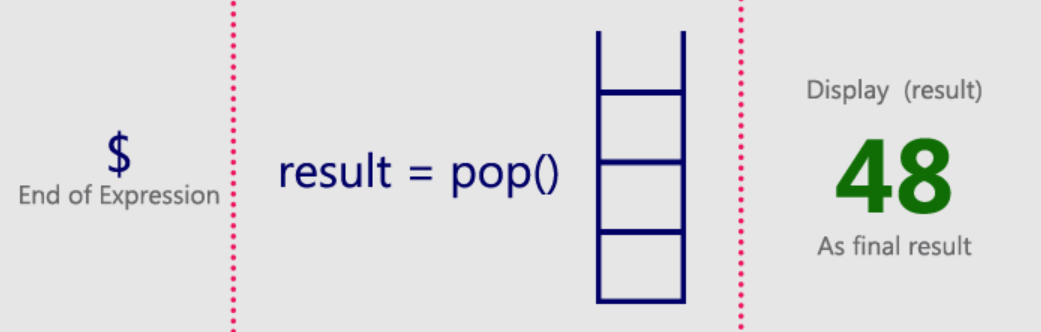 $
End of Expression
result = pop()
Display (result)
48
As final result